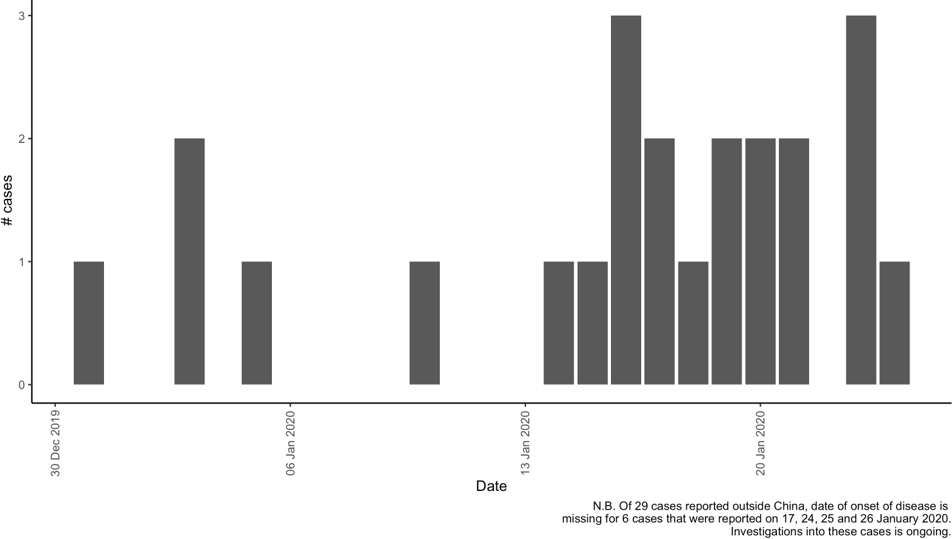 3
2
1
0
# cases
30 Dec 2019
06 Jan 2020
13 Jan 2020
20 Jan 2020
Date
N.B. Of 29 cases reported outside China, date of onset of disease is
missing for 6 cases that were reported on 17, 24, 25 and 26 January 2020.
Investigations into these cases is ongoing.